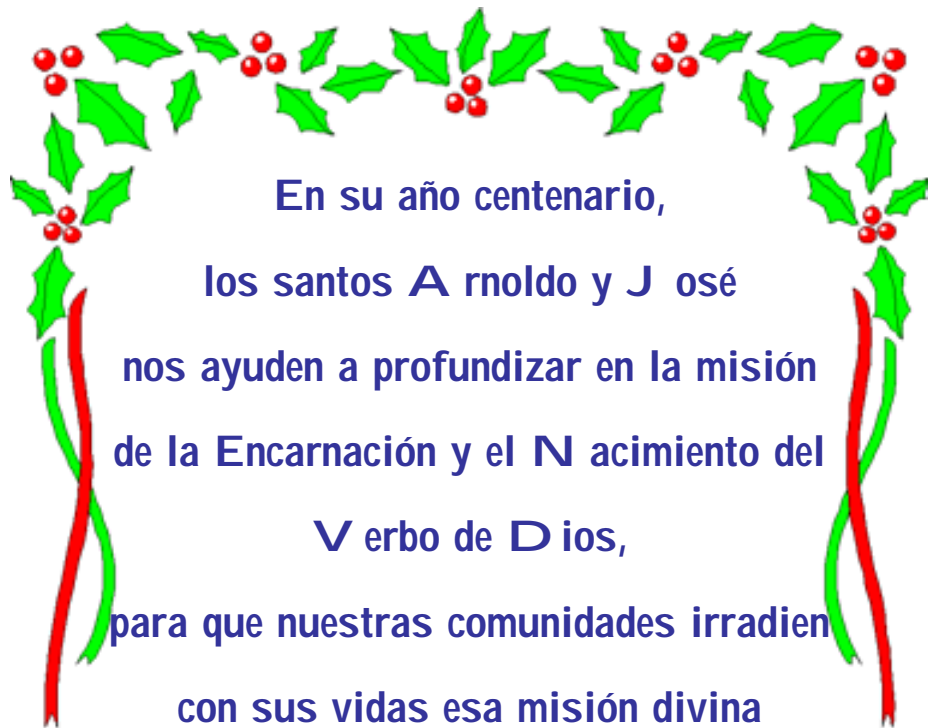 En su año centenario,
los santos Arnoldo y José
nos ayuden a profundizar en la misión
de la Encarnación y el Nacimiento del
Verbo de Dios,
para que nuestras comunidades irradien
con sus vidas esa misión divina